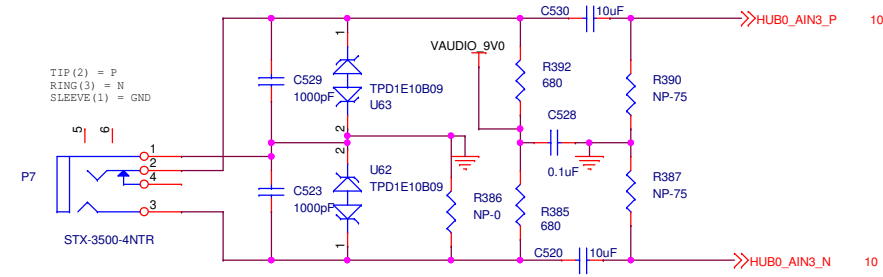 C530
10uF
HUB0_AIN3_P
10
1
VAUDIO_9V0
TIP(2) = P
RING(3) = N
SLEEVE(1) = GND
C529
1000pF
TPD1E10B09
U63
R392
680
R390
NP-75
C528
0.1uF
5
6
2
2
P7
1
2
4
3
STX-3500-4NTR
C523
1000pF
U62
TPD1E10B09
R386
NP-0
R385
680
R387
NP-75
1
C520
10uF
HUB0_AIN3_N
10